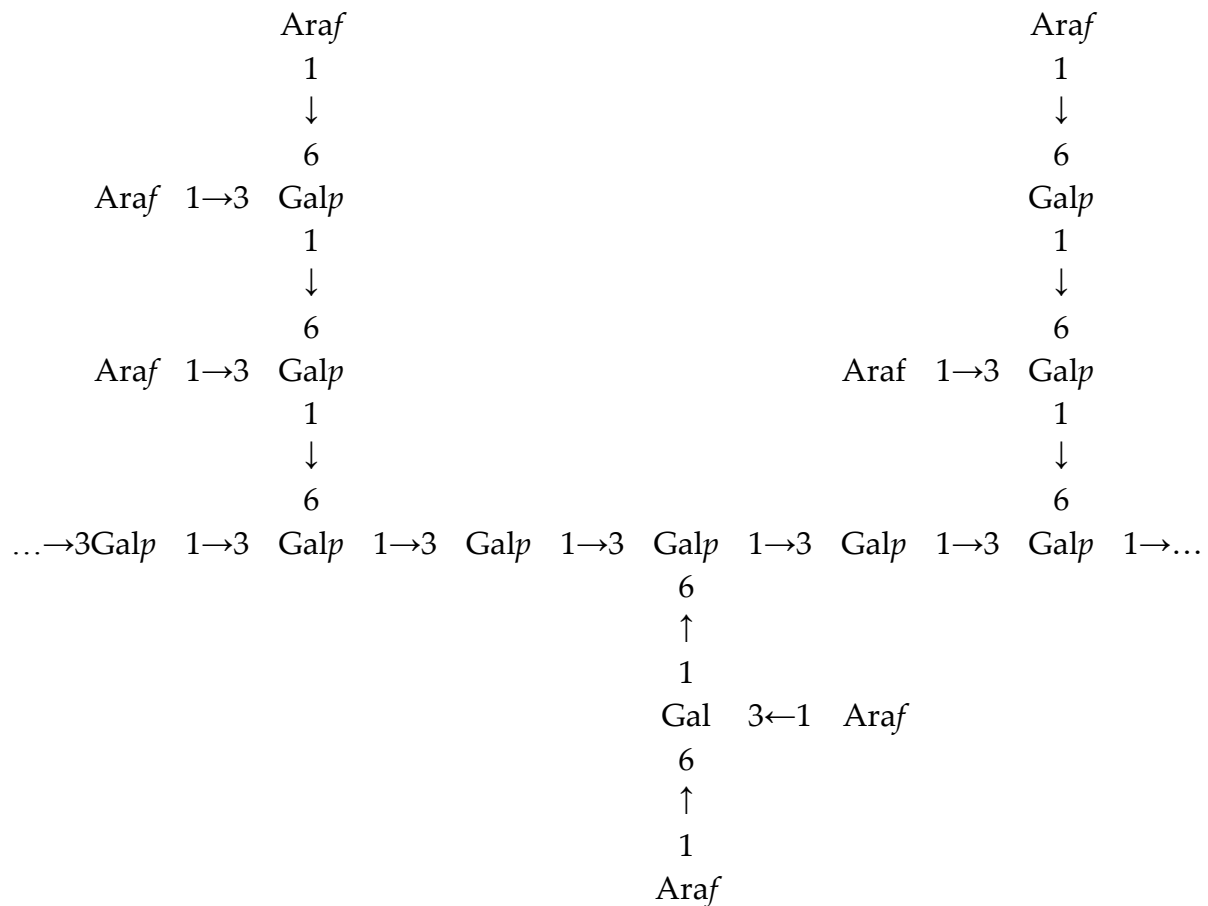 Araf Araf
1 1
↓ ↓
6 6
Araf 1→3 Galp Galp
1 1
↓ ↓
6 6
Araf 1→3 Galp Araf 1→3 Galp
1 1
↓ ↓
6 6
…→3Galp 1→3 Galp 1→3 Galp 1→3 Galp 1→3 Galp 1→3 Galp 1→…
6
↑
1
Gal 3←1 Araf
6
↑
1
Araf